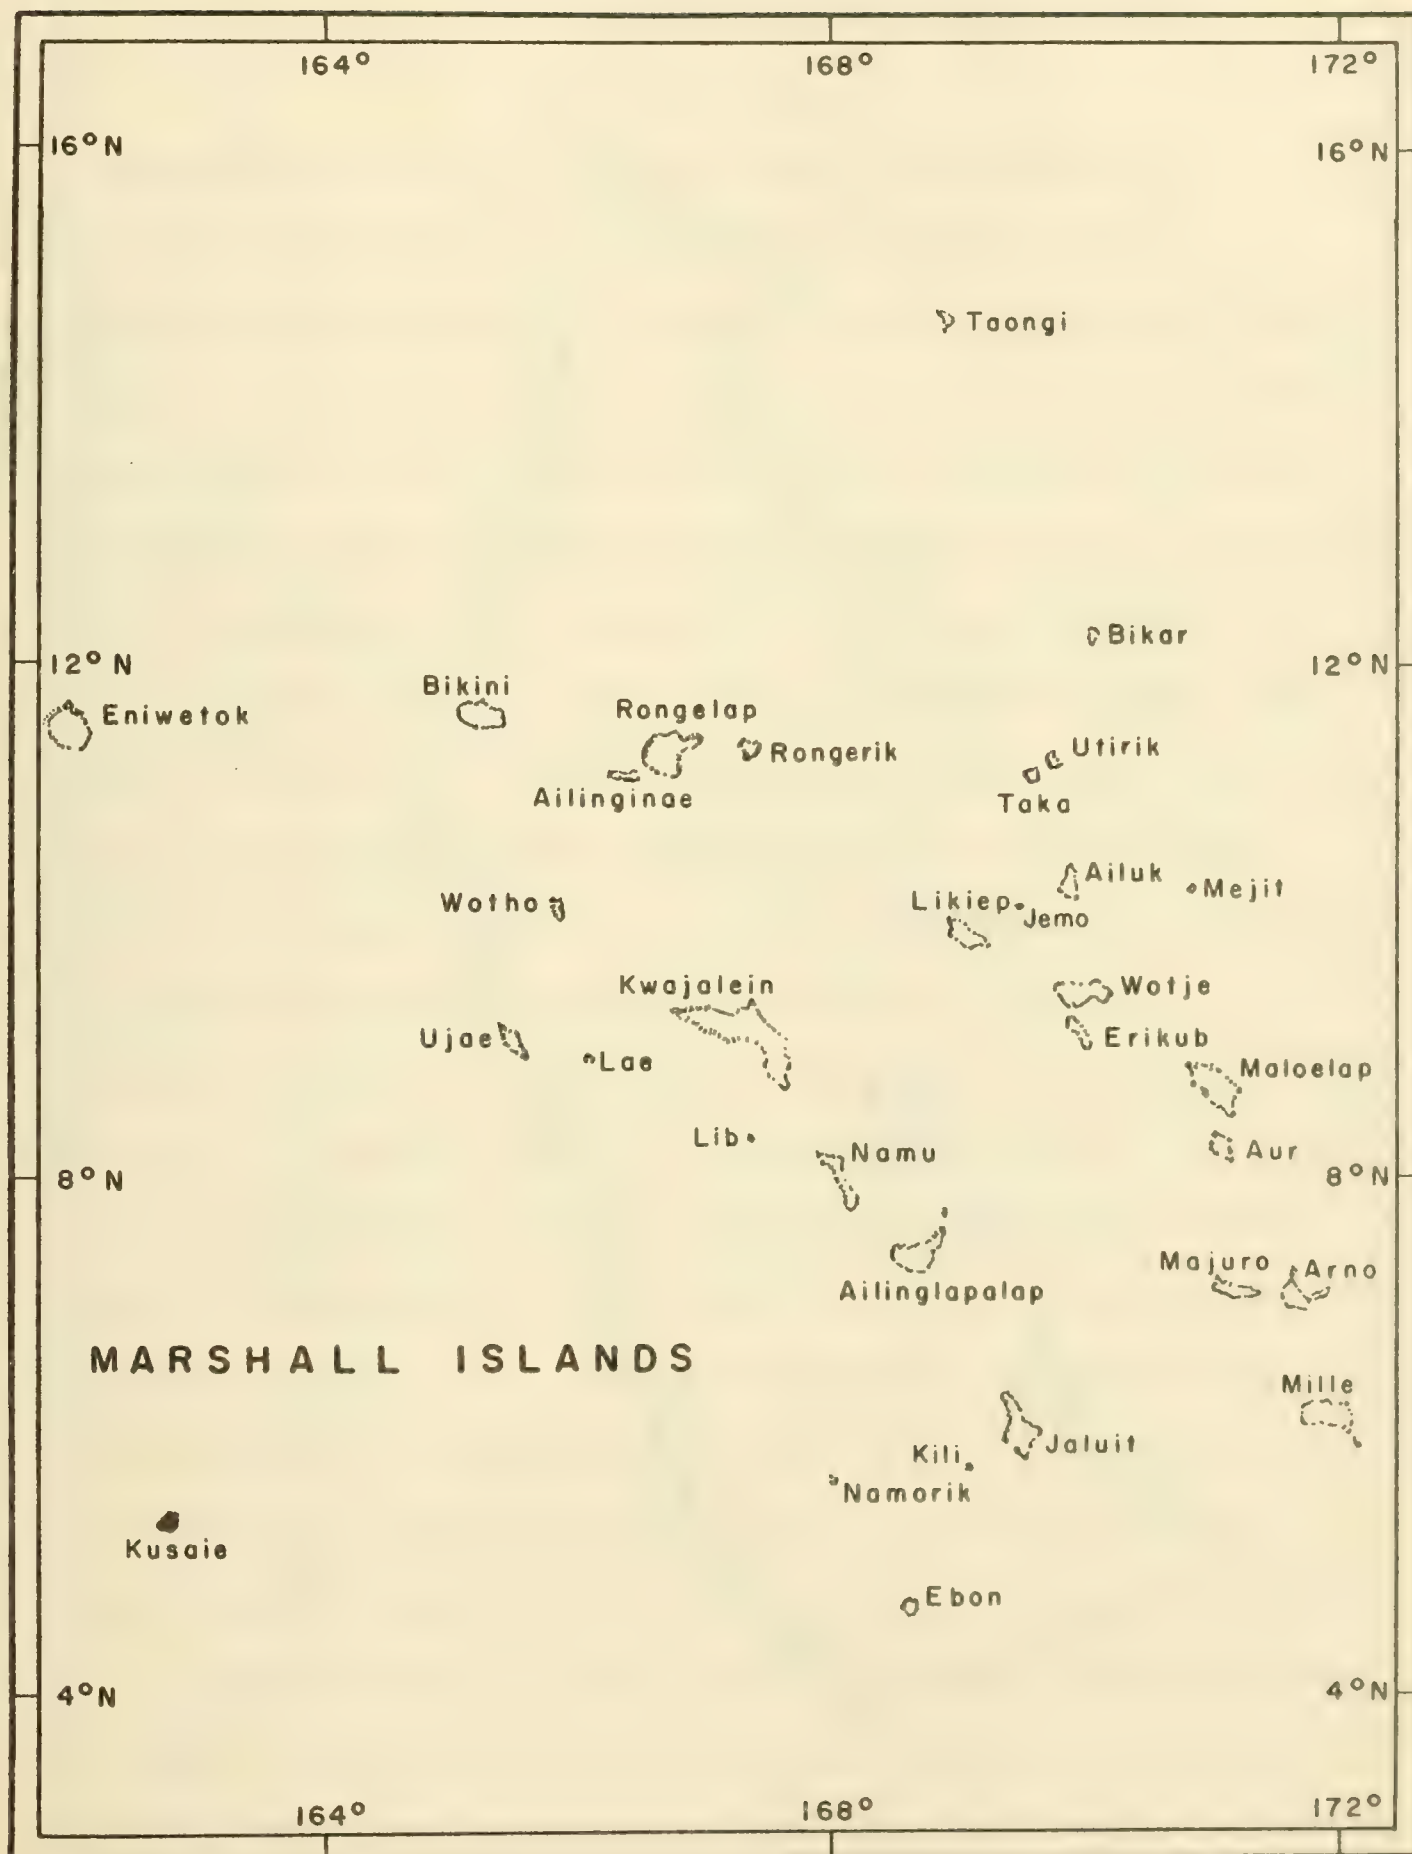 164° 168° 172°
16°N 16°N
Taongi
Bikar
12°N 12°N
Bikini
Eniwetok
Rongelap
Rongerik
Utirik
Ailinginae
Taka
Ailuk
Mejit
Wotho
Likiep
Jemo
Kwajalein
Wotje
Ujae
Erikub
Lae
Maloelap
Lib
Namu
Aur
8°N 8°N
Majuro
Arno
Ailinglapalap
MARSHALL ISLANDS
Mille
Jaluit
Kili
Namorik
Kusaie
Ebon
4°N 4°N
164° 168° 172°